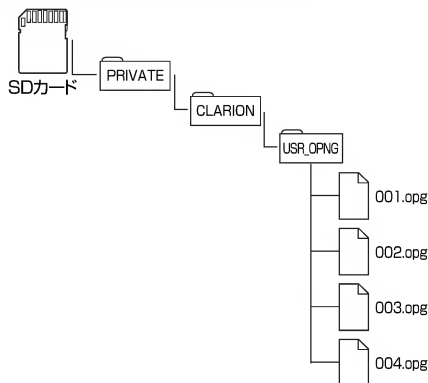 SDカード
PRIVATE
CLARION
USR_OPNG
001.opg
002.opg
003.opg
004.opg